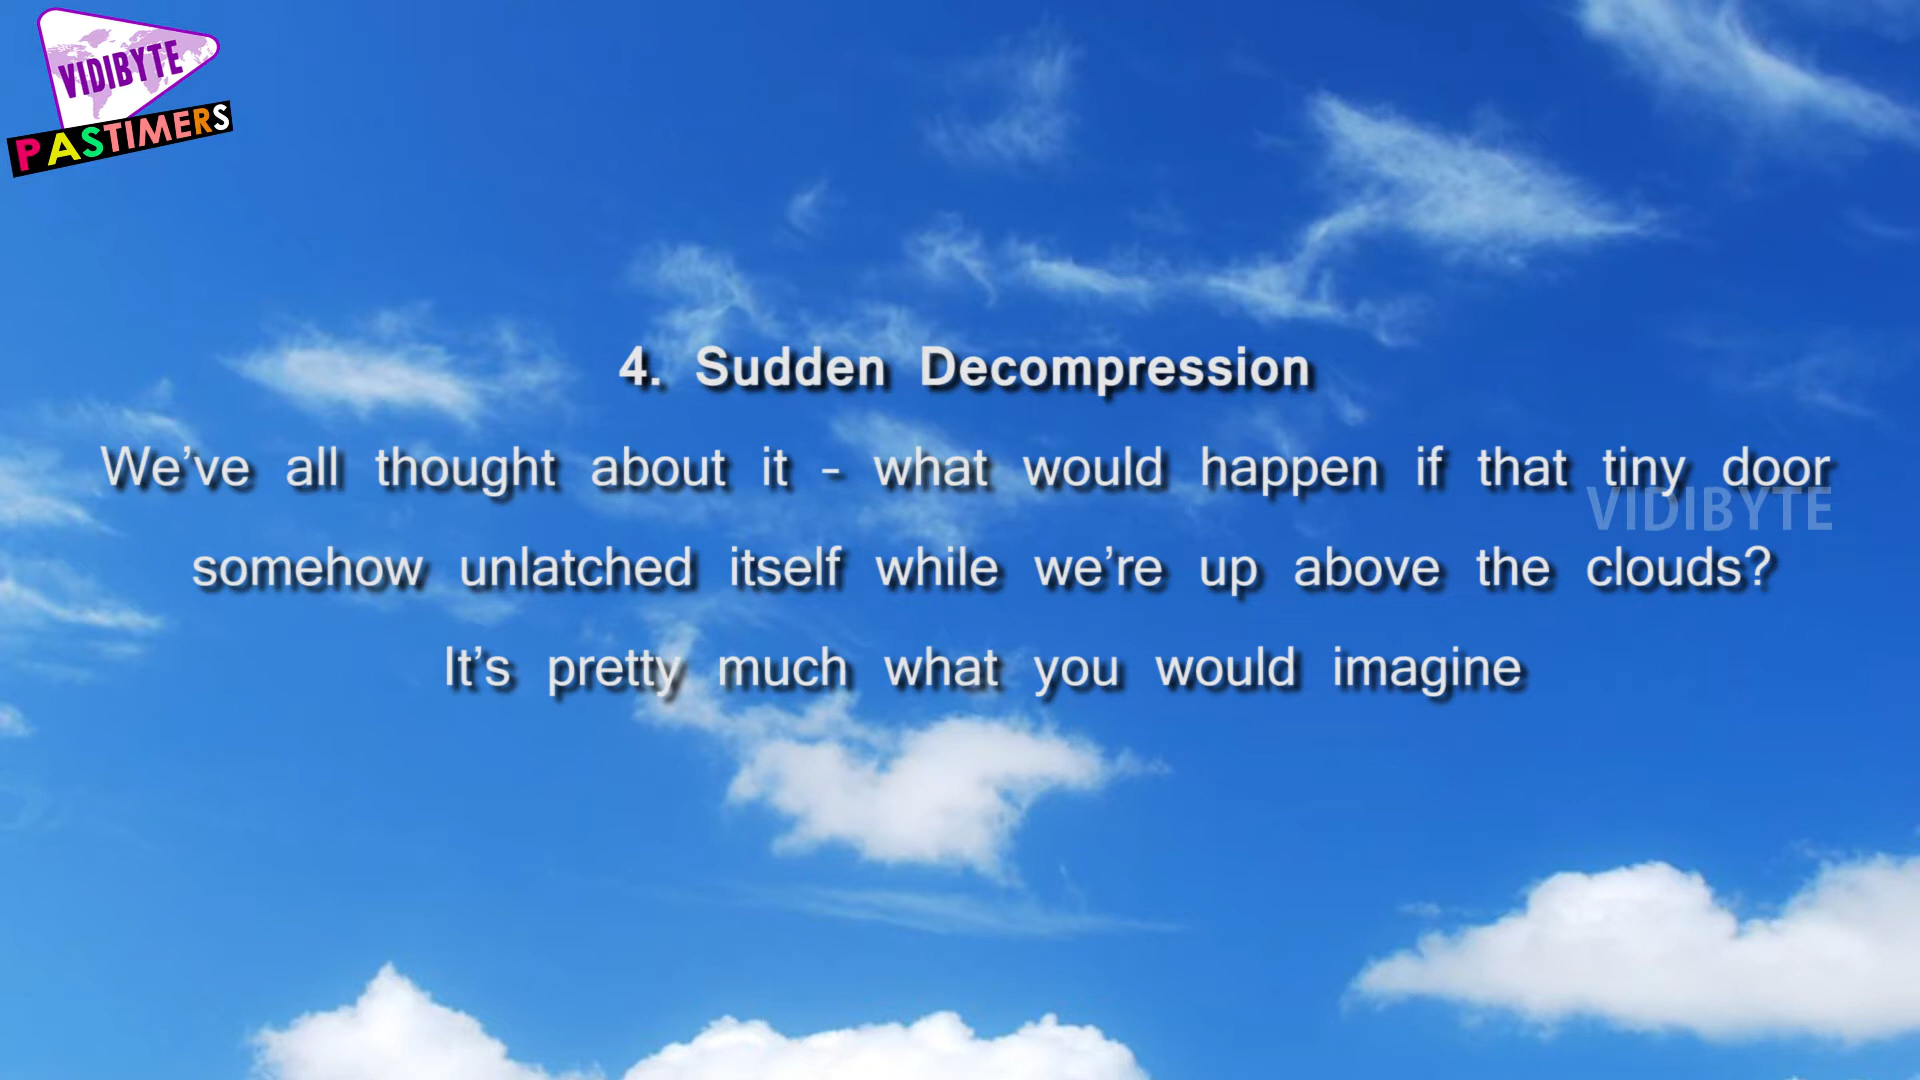 VIDIBYTE
PASTIMERS
4. Sudden Decompression
We’ve all thought about it – what would happen if that tiny door
VIDIBYTE
somehow unlatched itself while we’re up above the clouds?
It’s pretty much what you would imagine